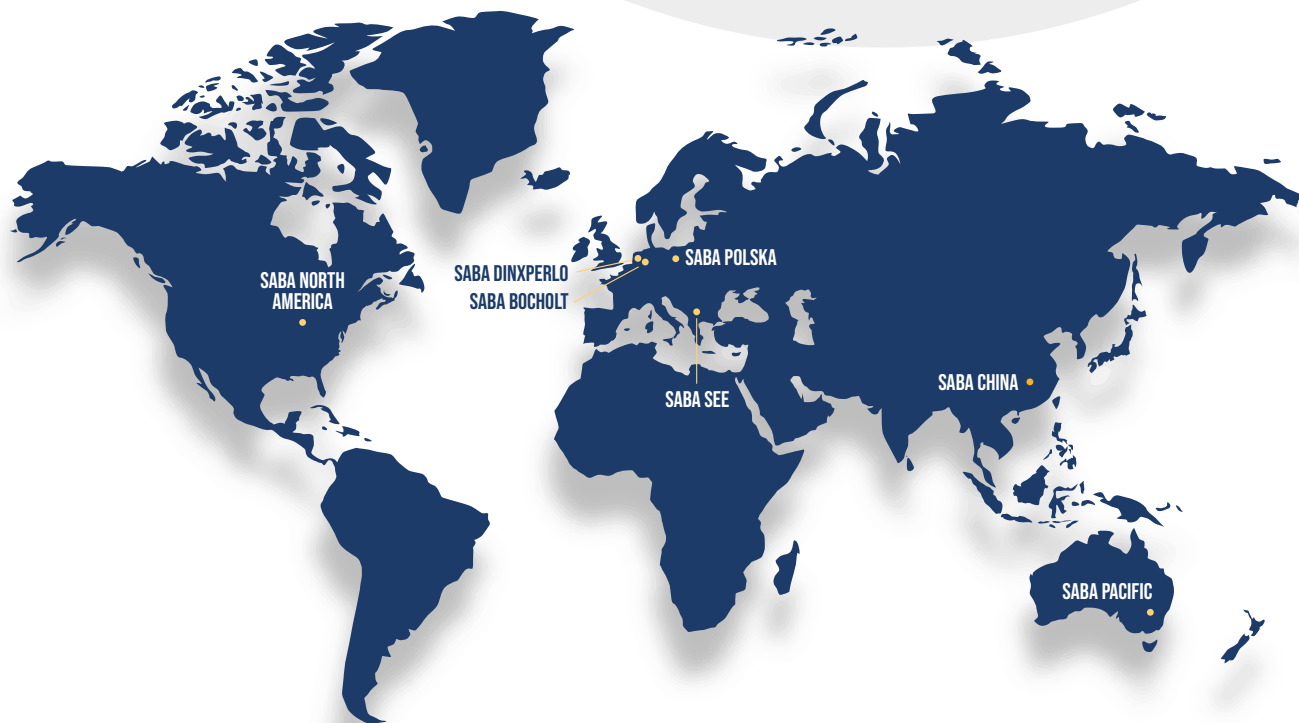 SABA NORTH
AMERICA
SABA DINXPERLO
SABA BOCHOLT
SABA POLSKA
SABA SEE
SABA CHINA
SABA PACIFIC